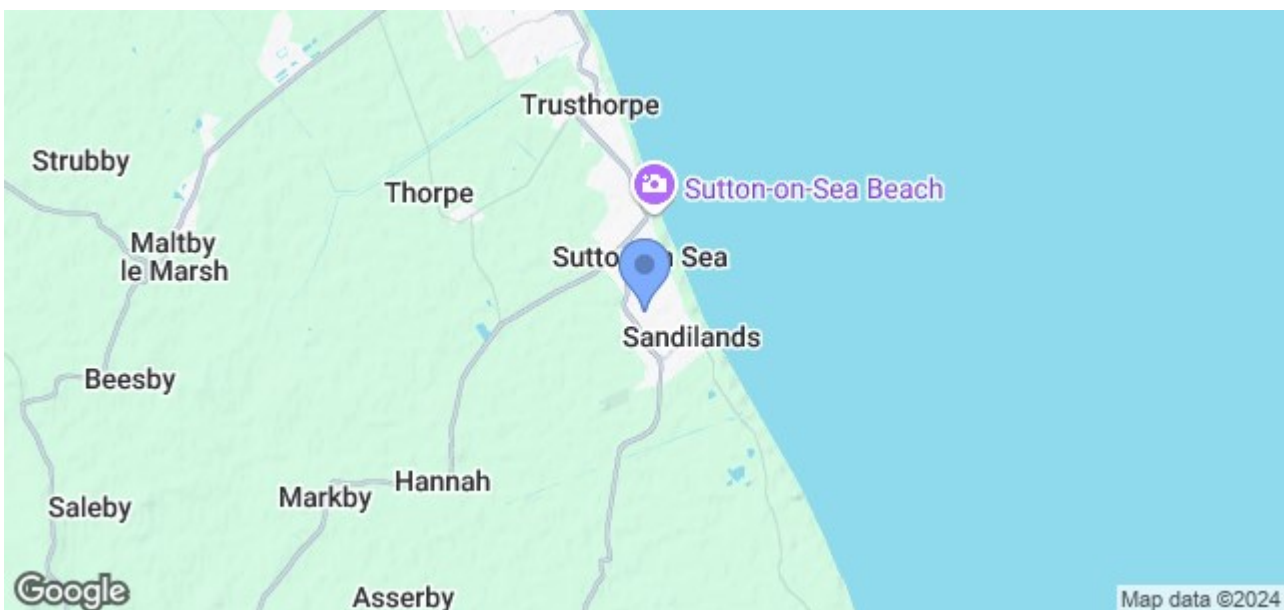 Trusthorpe
Strubby
Sutton-on-Sea Beach
Thorpe
Maltby
le Marsh
Sea
Sandilands
Beesby
Hannah
Markby
Saleby
Asserby
Google
Map data ©2024